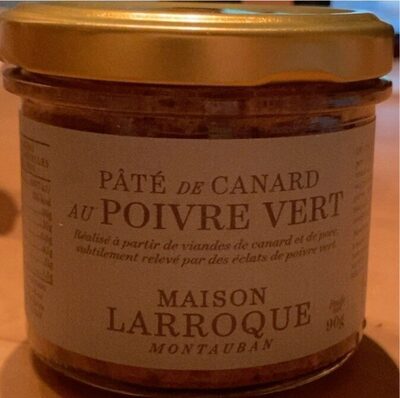 PÂTÉ DE CANARD
AU POIVRE VERT
Réalisé à partir de viandes de canard et de porc,
subtilement relevé par des éclats de poivre vert.
MAISON
LARROQUE
MONTAUBAN
90g